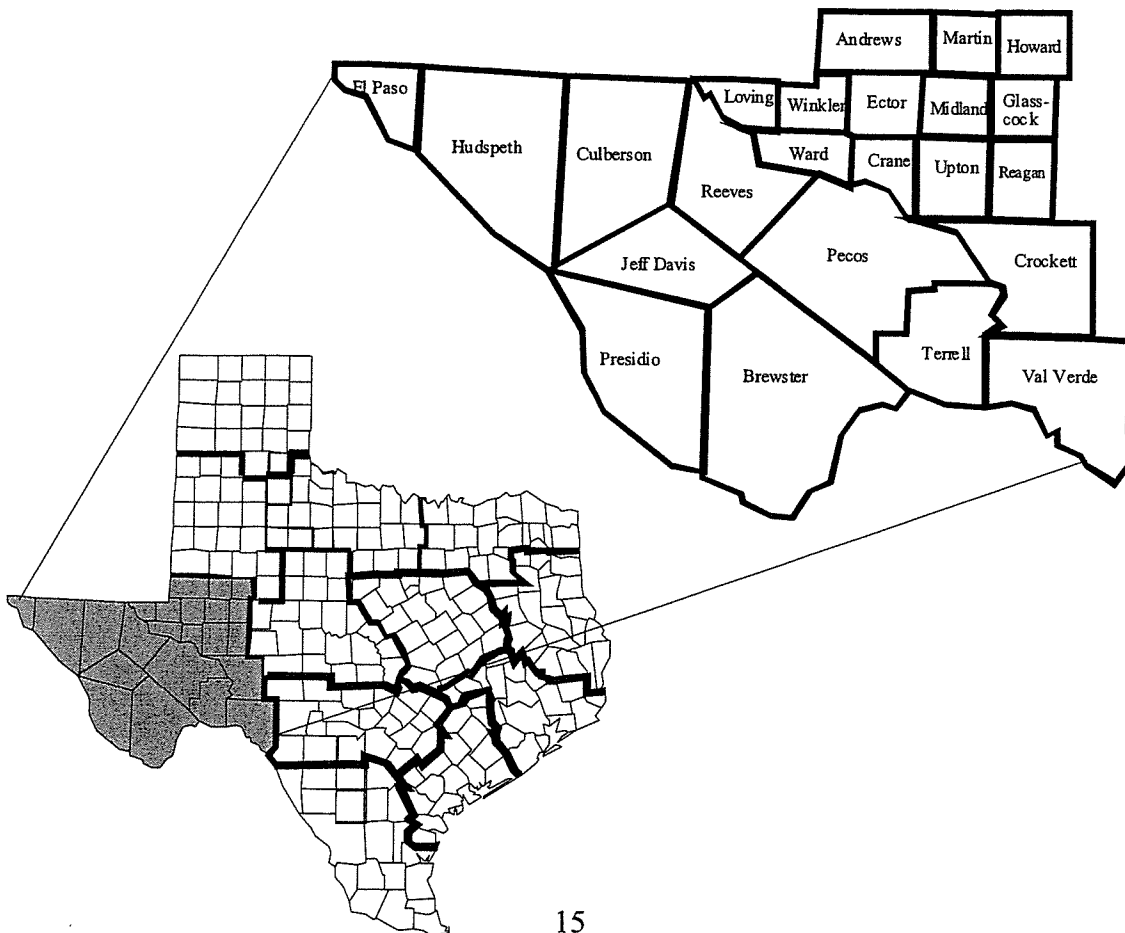 Andrews
Martin
Howard
El Paso
Loving
Winkler
Ector
Midland
Glass-
cock
Hudspeth
Culberson
Ward
Crane
Upton
Reagan
Reeves
Jeff Davis
Pecos
Crockett
Presidio
Brewster
Terrell
Val Verde
15